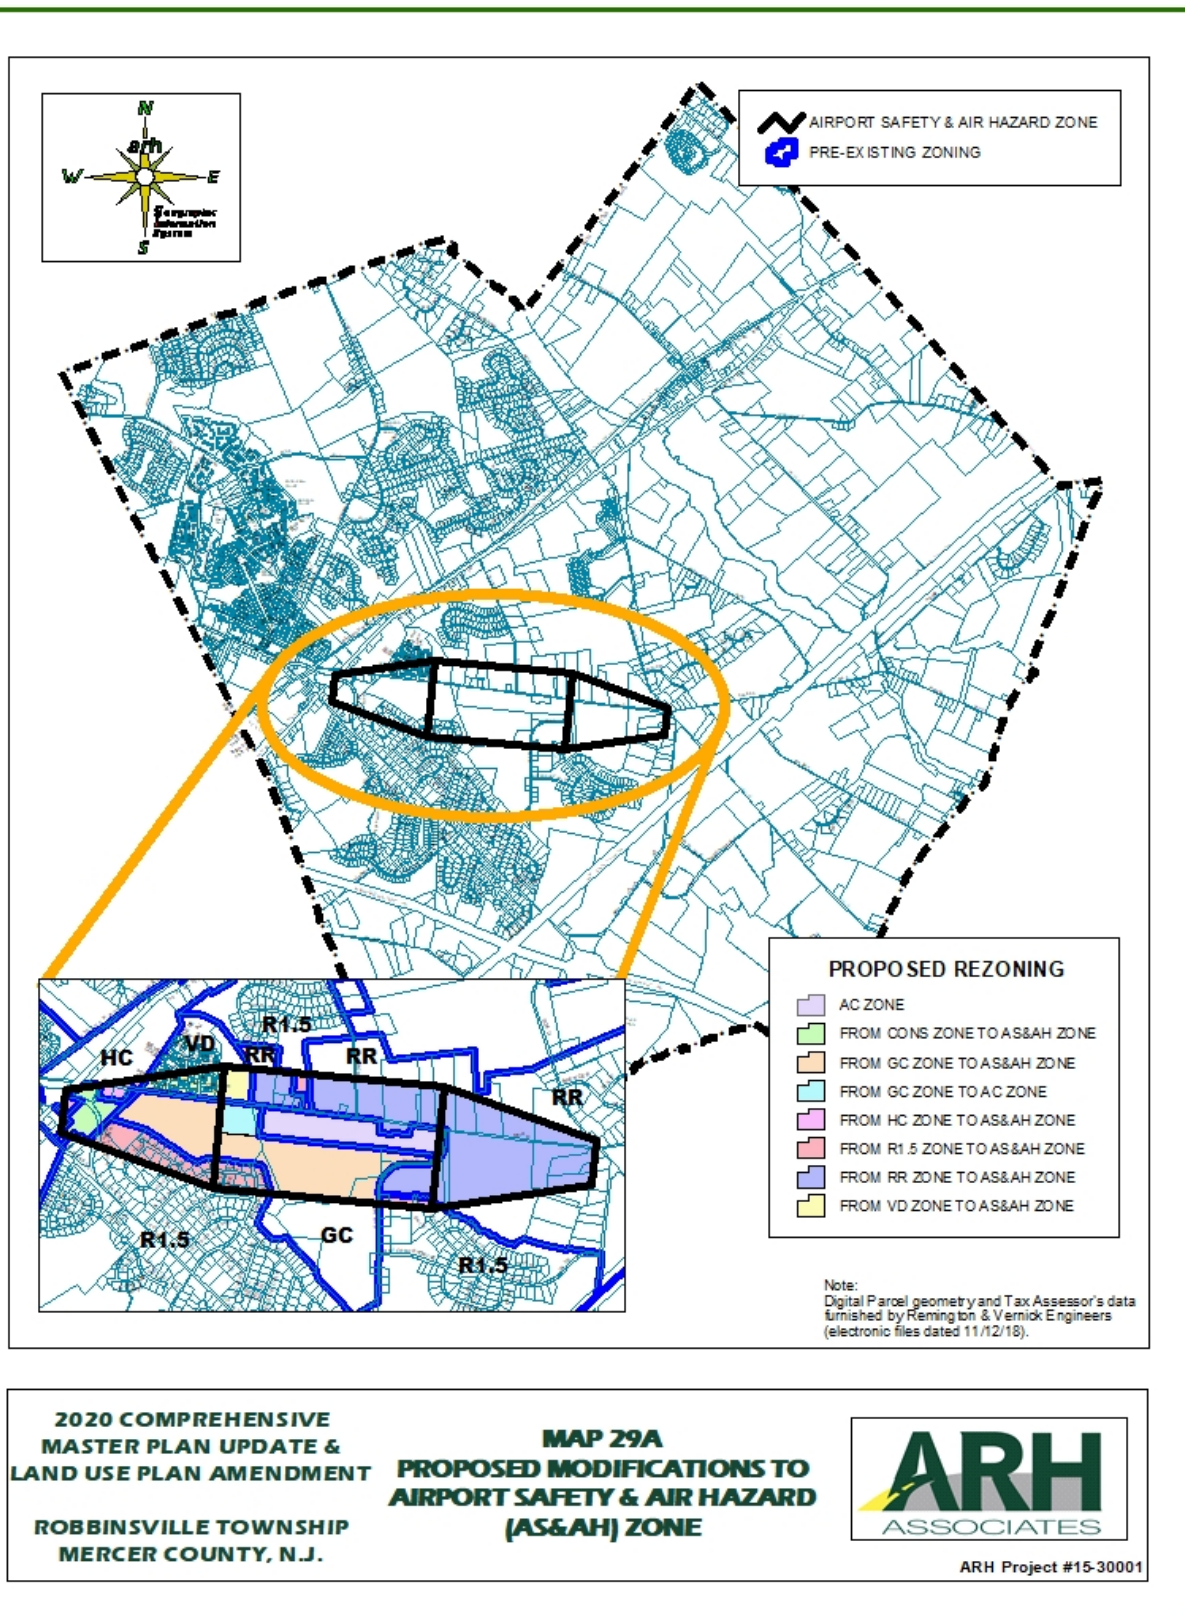 N
arh
W
E
Geographic
Information
System
S
AIRPORT SAFETY & AIR HAZARD ZONE
PRE-EXISTING ZONING
R1.5
VD
HC
RR
RR
RR
GC
R1.5
R1.5
PROPOSED REZONING
AC ZONE
FROM CONS ZONE TO AS&AH ZONE
FROM GC ZONE TO AS&AH ZONE
FROM GC ZONE TO AC ZONE
FROM HC ZONE TO AS&AH ZONE
FROM R1.5 ZONE TO AS&AH ZONE
FROM RR ZONE TO AS&AH ZONE
FROM VD ZONE TO AS&AH ZONE
Note:
Digital Parcel geometry and Tax Assessor's data
furnished by Remington & Vernick Engineers
(electronic files dated 11/12/18).
2020 COMPREHENSIVE
MASTER PLAN UPDATE &
LAND USE PLAN AMENDMENT
ROBBINSVILLE TOWNSHIP
MERCER COUNTY, N.J.
MAP 29A
PROPOSED MODIFICATIONS TO
AIRPORT SAFETY & AIR HAZARD
(AS&AH) ZONE
ARH
ASSOCIATES
ARH Project #15-30001